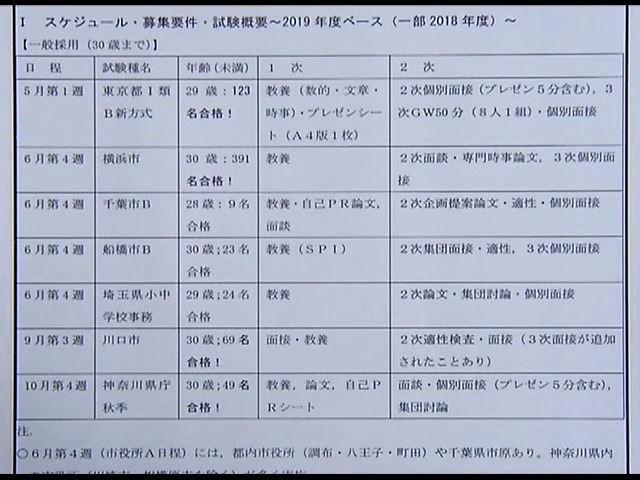 Ⅰ スケジュール・募集要件・試験概要～2019年度ベース（一部2018年度）～
【一般採用（30歳まで）】
日 程 試験種名 年齢（未満） 1 次 2 次
5月第1週 東京都Ⅰ類 29歳：123 教養（数的・文章・ 2次個別面接（プレゼン5分含む），3
B新方式 名合格！ 時事）・プレゼンシー 次GW50分（8人1組）・個別面接
ト（A4版1枚）
6月第4週 横浜市 30歳：391 教養 2次面談・専門時事論文，3次個別面
名合格！ 接
6月第4週 千葉市B 28歳：9名 教養・自己PR論文， 2次企画提案論文・適性・個別面接
合格 面談
6月第4週 船橋市B 30歳；23名 教養（SPI） 2次集団面接・適性，3次個別面接
合格
6月第4週 埼玉県小中 29歳；24名 教養 2次論文・集団討論・個別面接
学校事務 合格
9月第3週 川口市 30歳；69名 面接・教養 2次適性検査・面接（3次面接が追加
合格！ されたことあり）
10月第4週 神奈川県庁 30歳；49名 教養，論文，自己P 面談・個別面接（プレゼン5分含む），
秋季 合格！ Rシート 集団討論
注．
○6月第4週（市役所A日程）には，都内市役所（調布・八王子・町田）や千葉県市原あり。神奈川県内